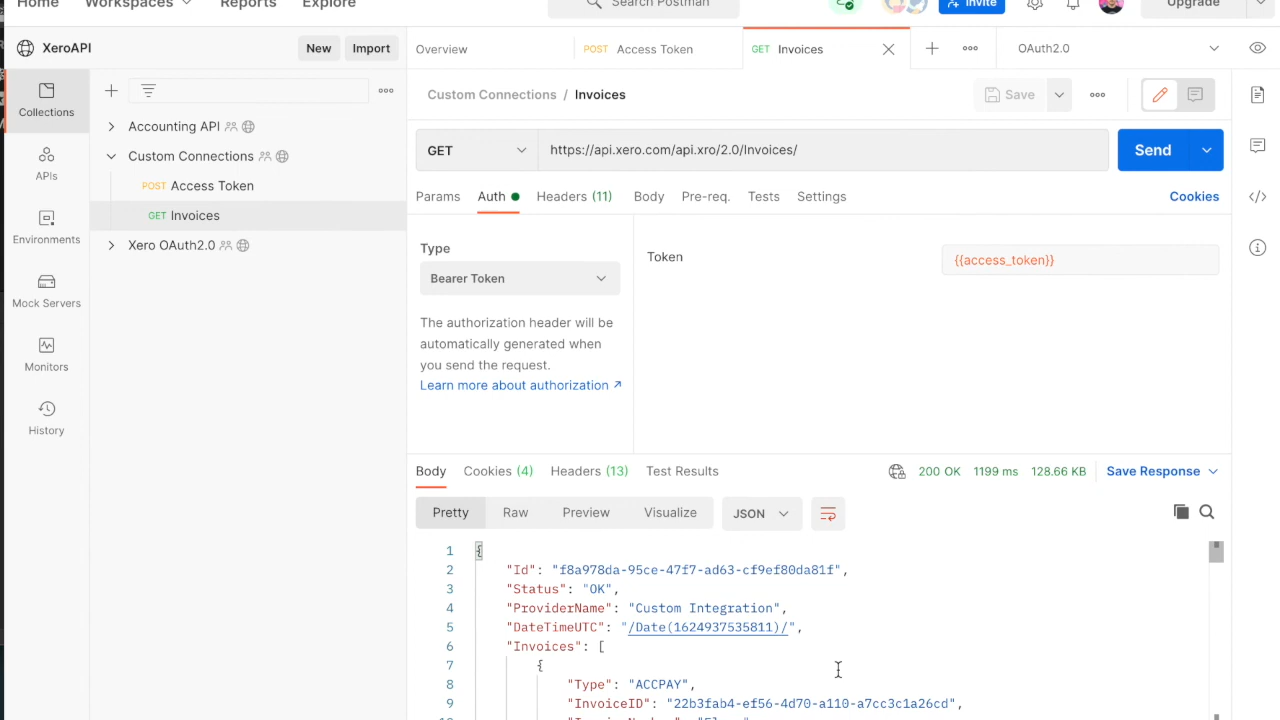 Home Workspaces Reports Explore Search Postman Invite Upgrade
XeroAPI New Import
Overview POST Access Token GET Invoices OAuth2.0
Collections
APIs
Environments
Mock Servers
Monitors
History
Accounting API
Custom Connections
POST Access Token
GET Invoices
Xero OAuth2.0
Custom Connections / Invoices Save
GET https://api.xero.com/api.xro/2.0/Invoices/ Send
Params Auth Headers (11) Body Pre-req. Tests Settings Cookies
Type
Bearer Token
The authorization header will be
automatically generated when
you send the request.
Learn more about authorization ↗
Token {{access_token}}
Body Cookies (4) Headers (13) Test Results 200 OK 1199 ms 128.66 KB Save Response
Pretty Raw Preview Visualize JSON
1 {
2 "Id": "f8a978da-95ce-47f7-ad63-cf9ef80da81f",
3 "Status": "OK",
4 "ProviderName": "Custom Integration",
5 "DateTimeUTC": "/Date(1624937535811)/",
6 "Invoices": [
7 {
8 "Type": "ACCPAY",
9 "InvoiceID": "22b3fab4-ef56-4d70-a110-a7cc3c1a26cd",